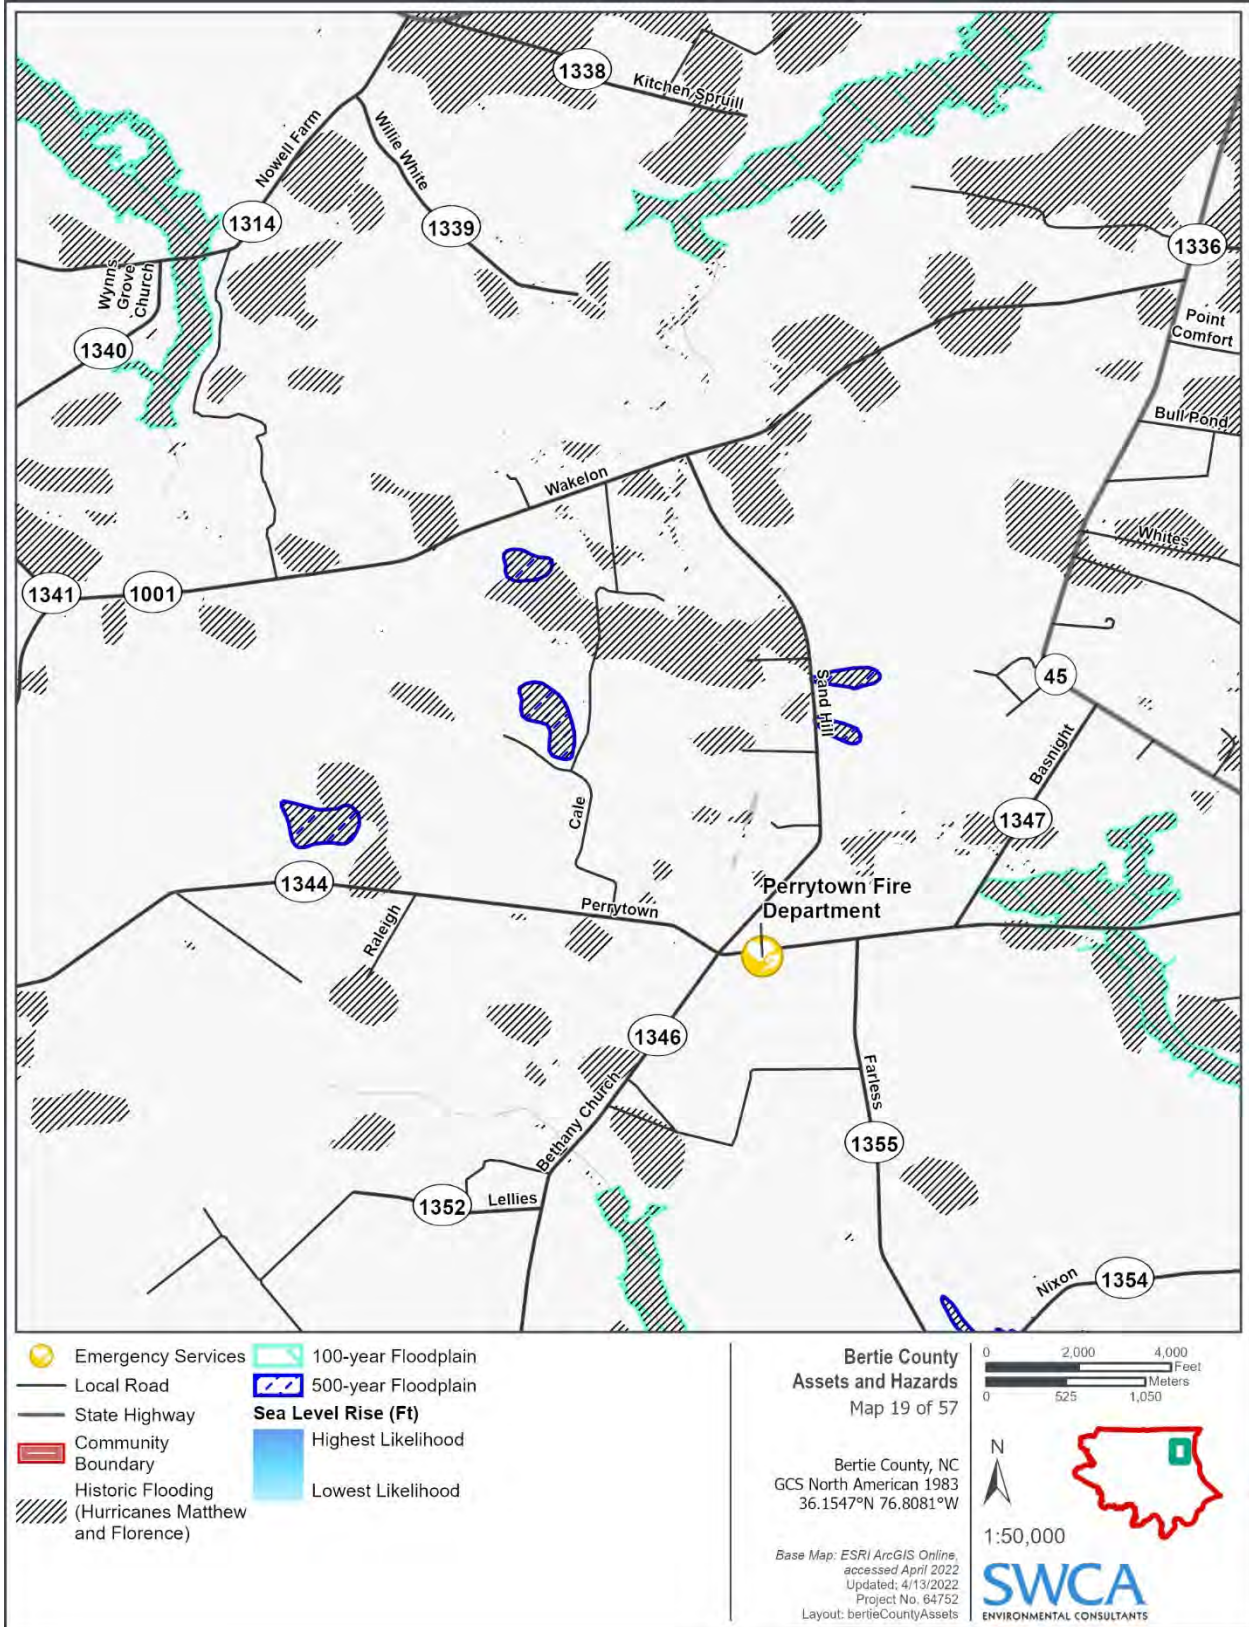 1338
Kitchen Spruill
Nowell Farm
Willie White
1314
1339
1336
Wynns
Grove
Church
1340
Point
Comfort
Bull Pond
Wakelon
Whites
1341
1001
45
Sand Hill
Basnight
1347
Cale
1344
Perrytown Fire
Department
Perrytown
Raleigh
1346
Bethany Church
Farless
1355
1352
Lellies
Nixon
1354
Emergency Services
Local Road
State Highway
Community
Boundary
Historic Flooding
(Hurricanes Matthew
and Florence)
100-year Floodplain
500-year Floodplain
Sea Level Rise (Ft)
Highest Likelihood
Lowest Likelihood
Bertie County
Assets and Hazards
Map 19 of 57
Bertie County, NC
GCS North American 1983
36.1547°N 76.8081°W
Base Map: ESRI ArcGIS Online,
accessed April 2022
Updated: 4/13/2022
Project No. 64752
Layout: bertieCountyAssets
0 2,000 4,000
Feet
Meters
0 525 1,050
N
1:50,000
SWCA
ENVIRONMENTAL CONSULTANTS